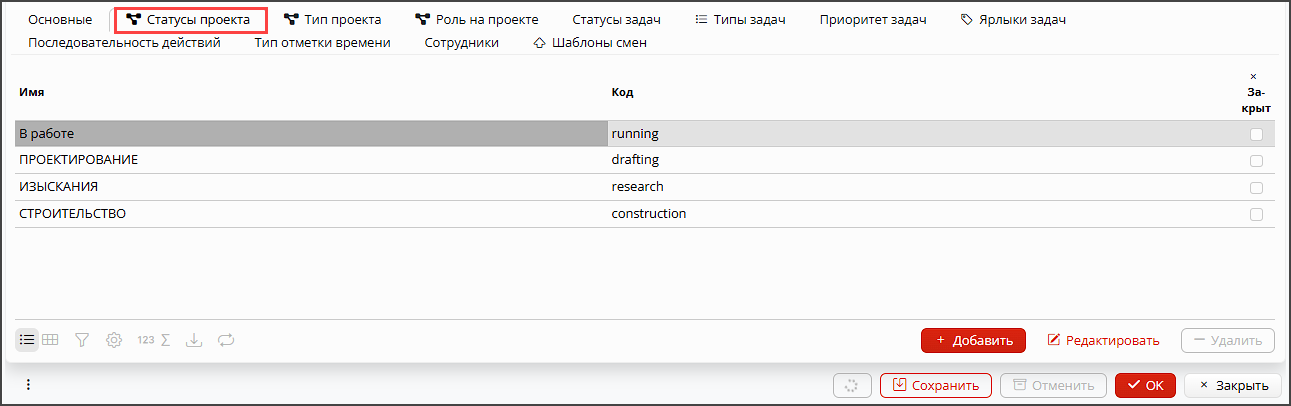 Основные Статусы проекта Тип проекта Роль на проекте Статусы задач Типы задач Приоритет задач Ярлыки задач
Последовательность действий Тип отметки времени Сотрудники Шаблоны смен
Имя Код × За-
крыт
В работе running
ПРОЕКТИРОВАНИЕ drafting
ИЗЫСКАНИЯ research
СТРОИТЕЛЬСТВО construction
123 Σ + Добавить Редактировать Удалить
Сохранить Отменить OK × Закрыть